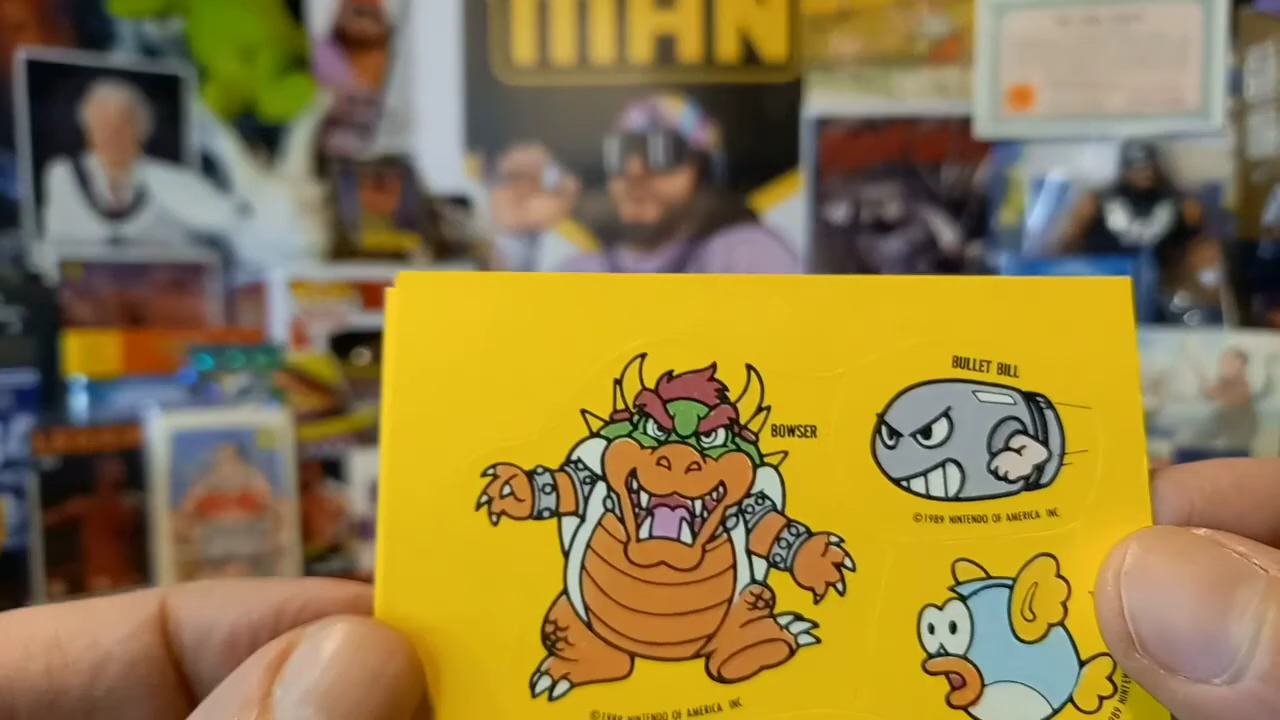 MAN
BULLET BILL
BOWSER
©1989 NINTENDO OF AMERICA INC.
©1989 NINTENDO OF AMERICA INC